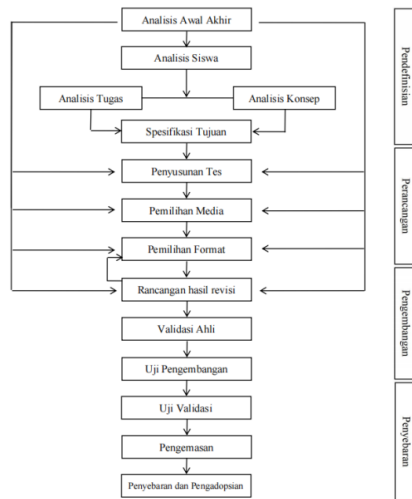 Analisis Awal Akhir
Analisis Siswa
Analisis Tugas
Analisis Konsep
Spesifikasi Tujuan
Penyusunan Tes
Pemilihan Media
Pemilihan Format
Rancangan hasil revisi
Validasi Ahli
Uji Pengembangan
Uji Validasi
Pengemasan
Penyebaran dan Pengadopsian
Pendefinisian
Perancangan
Pengembangan
Penyebaran